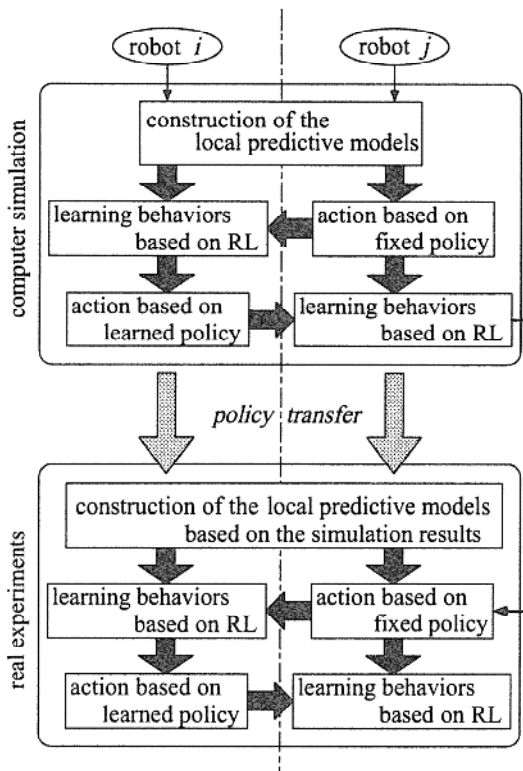 robot i
robot j
computer simulation
construction of the
local predictive models
learning behaviors
based on RL
action based on
fixed policy
action based on
learned policy
learning behaviors
based on RL
policy transfer
real experiments
construction of the local predictive models
based on the simulation results
learning behaviors
based on RL
action based on
fixed policy
action based on
learned policy
learning behaviors
based on RL